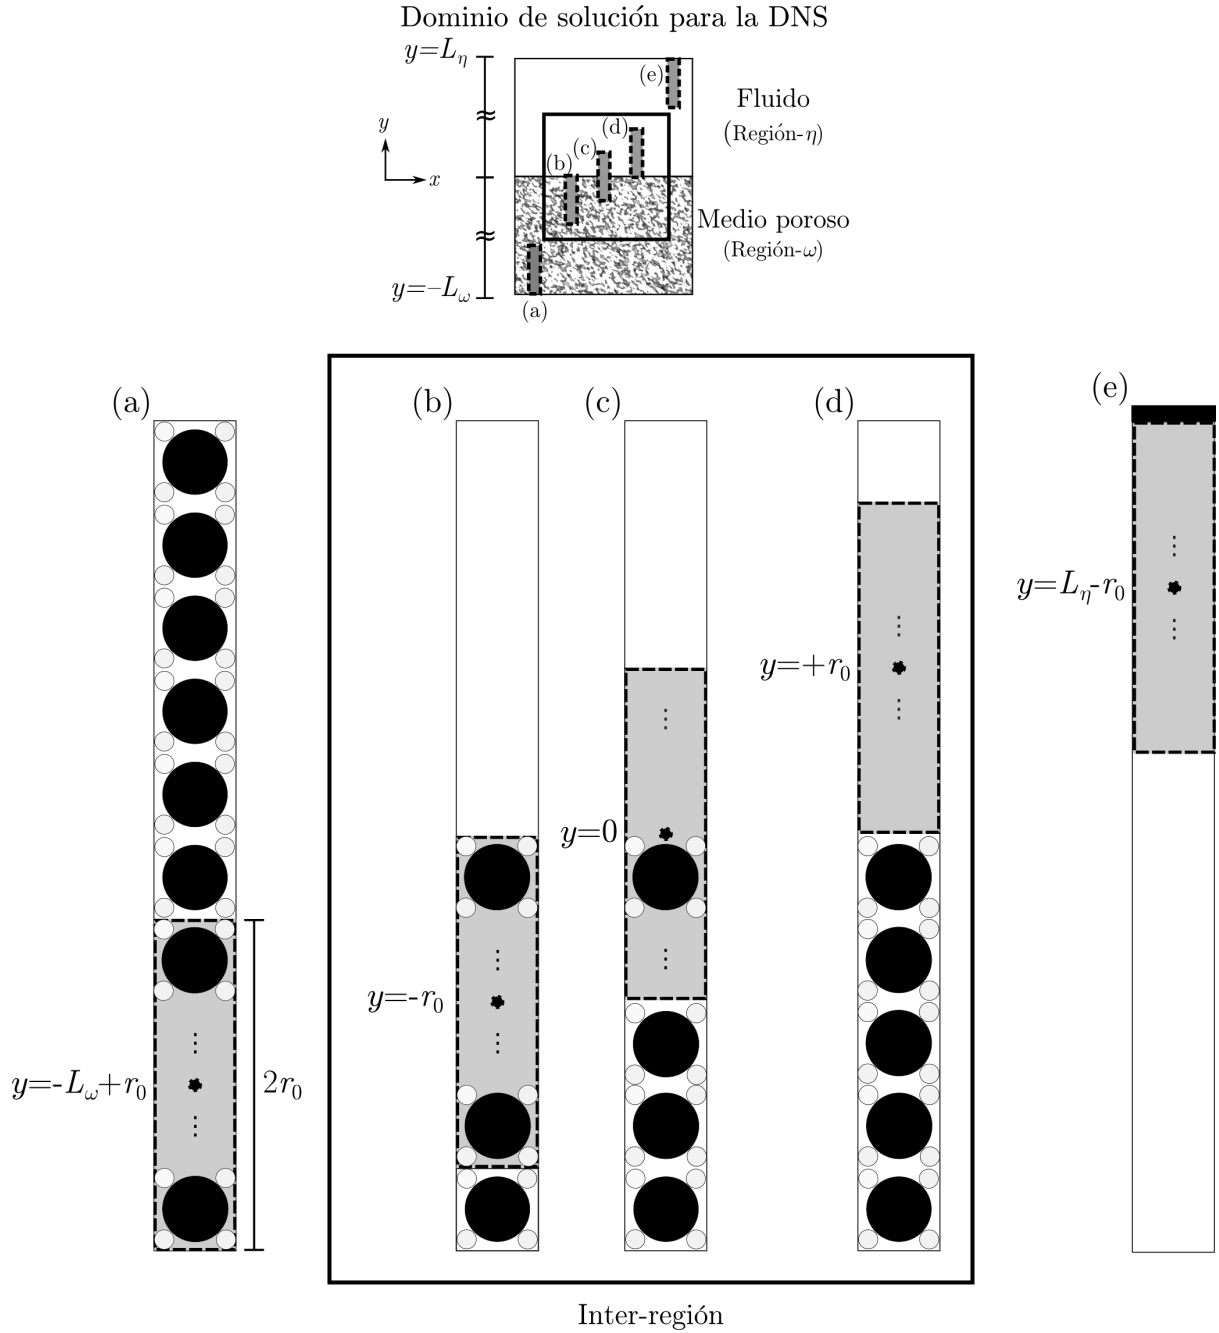 Dominio de solución para la DNS
y=Lη
(e)
Fluido
(Región-η)
y
x
(d)
(c)
(b)
Medio poroso
(Región-ω)
y=–Lω
(a)
(a)
(b)
(c)
(d)
(e)
y=Lη-r0
y=+r0
y=0
y=-r0
y=-Lω+r0
2r0
Inter-región